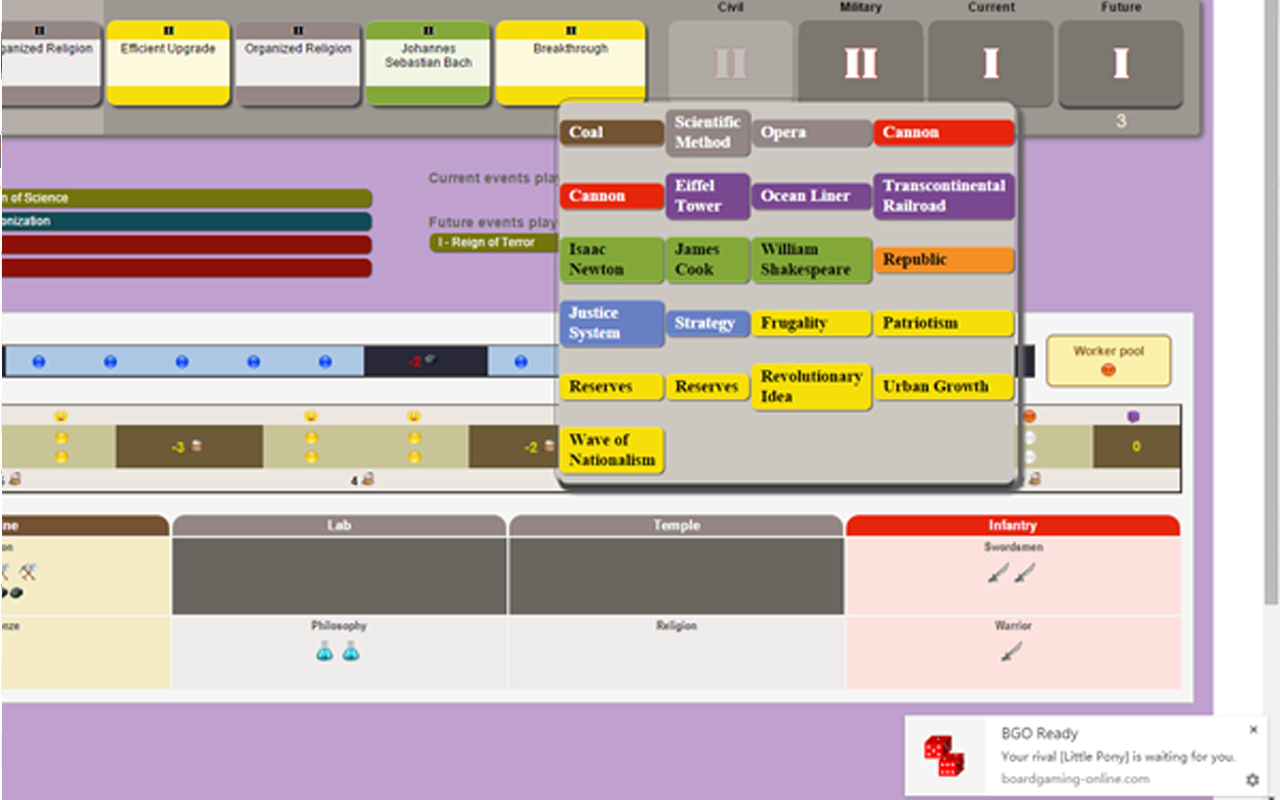 Civil Military Current Future
II II II II II
ganized Religion Efficient Upgrade Organized Religion Johannes Breakthrough
Sebastian Bach
II II I I
3
Coal Scientific Opera Cannon
Method
Cannon Eiffel Ocean Liner Transcontinental
Tower Railroad
Isaac James William Republic
Newton Cook Shakespeare
Justice Strategy Frugality Patriotism
System
Reserves Reserves Revolutionary Urban Growth
Idea
Wave of
Nationalism
Current events play
n of Science
onization
Future events play
I - Reign of Terror
-2
Worker pool
-3 -2 0
4
ne Lab Temple Infantry
on Swordsmen
nze Philosophy Religion Warrior
BGO Ready
Your rival [Little Pony] is waiting for you.
boardgaming-online.com